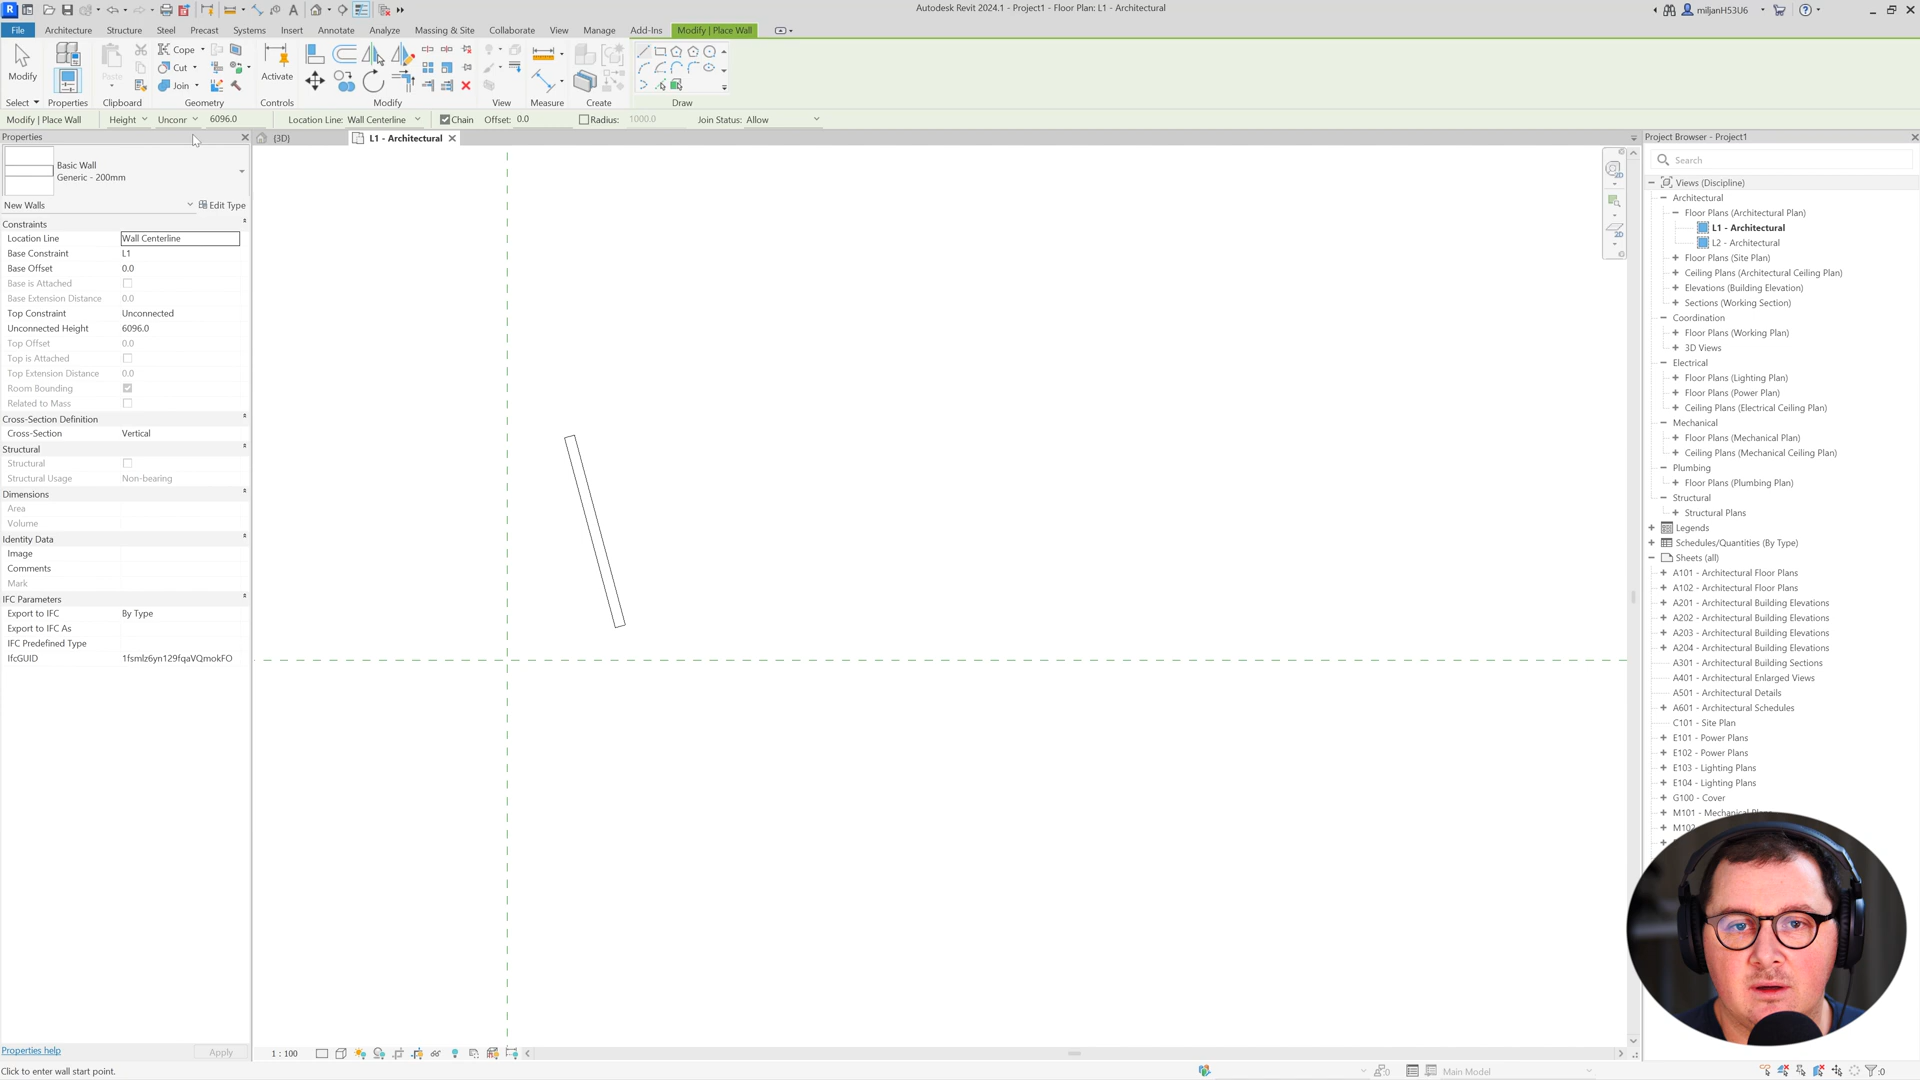 Autodesk Revit 2024.1 - Project1 - Floor Plan: L1 - Architectural
miljanH53U6
File
Architecture
Structure
Steel
Precast
Systems
Insert
Annotate
Analyze
Massing & Site
Collaborate
View
Manage
Add-Ins
Modify | Place Wall
Modify
Paste
Cope
Cut
Join
Activate
Select
Properties
Clipboard
Geometry
Controls
Modify
View
Measure
Create
Draw
Modify | Place Wall
Height
Unconr
6096.0
Location Line: Wall Centerline
Chain
Offset: 0.0
Radius: 1000.0
Join Status: Allow
Properties
{3D}
L1 - Architectural
Basic Wall
Generic - 200mm
New Walls
Edit Type
Constraints
Location Line Wall Centerline
Base Constraint L1
Base Offset 0.0
Base is Attached
Base Extension Distance 0.0
Top Constraint Unconnected
Unconnected Height 6096.0
Top Offset 0.0
Top is Attached
Top Extension Distance 0.0
Room Bounding
Related to Mass
Cross-Section Definition
Cross-Section Vertical
Structural
Structural
Structural Usage Non-bearing
Dimensions
Area
Volume
Identity Data
Image
Comments
Mark
IFC Parameters
Export to IFC By Type
Export to IFC As
IFC Predefined Type
IfcGUID 1fsmlz6yn129fqaVQmokFO
Properties help
Apply
Project Browser - Project1
Search
Views (Discipline)
Architectural
Floor Plans (Architectural Plan)
L1 - Architectural
L2 - Architectural
Floor Plans (Site Plan)
Ceiling Plans (Architectural Ceiling Plan)
Elevations (Building Elevation)
Sections (Working Section)
Coordination
Floor Plans (Working Plan)
3D Views
Electrical
Floor Plans (Lighting Plan)
Floor Plans (Power Plan)
Ceiling Plans (Electrical Ceiling Plan)
Mechanical
Floor Plans (Mechanical Plan)
Ceiling Plans (Mechanical Ceiling Plan)
Plumbing
Floor Plans (Plumbing Plan)
Structural
Structural Plans
Legends
Schedules/Quantities (By Type)
Sheets (all)
A101 - Architectural Floor Plans
A102 - Architectural Floor Plans
A201 - Architectural Building Elevations
A202 - Architectural Building Elevations
A203 - Architectural Building Elevations
A204 - Architectural Building Elevations
A301 - Architectural Building Sections
A401 - Architectural Enlarged Views
A501 - Architectural Details
A601 - Architectural Schedules
C101 - Site Plan
E101 - Power Plans
E102 - Power Plans
E103 - Lighting Plans
E104 - Lighting Plans
G100 - Cover
M101 - Mechanical
M102
1 : 100
Click to enter wall start point.
:0
Main Model
:0